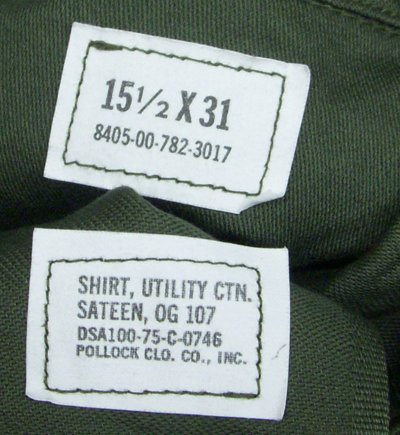 15½ X 31
8405-00-782-3017
SHIRT, UTILITY CTN.
SATEEN, OG 107
DSA100-75-C-0746
POLLOCK CLO. CO., INC.